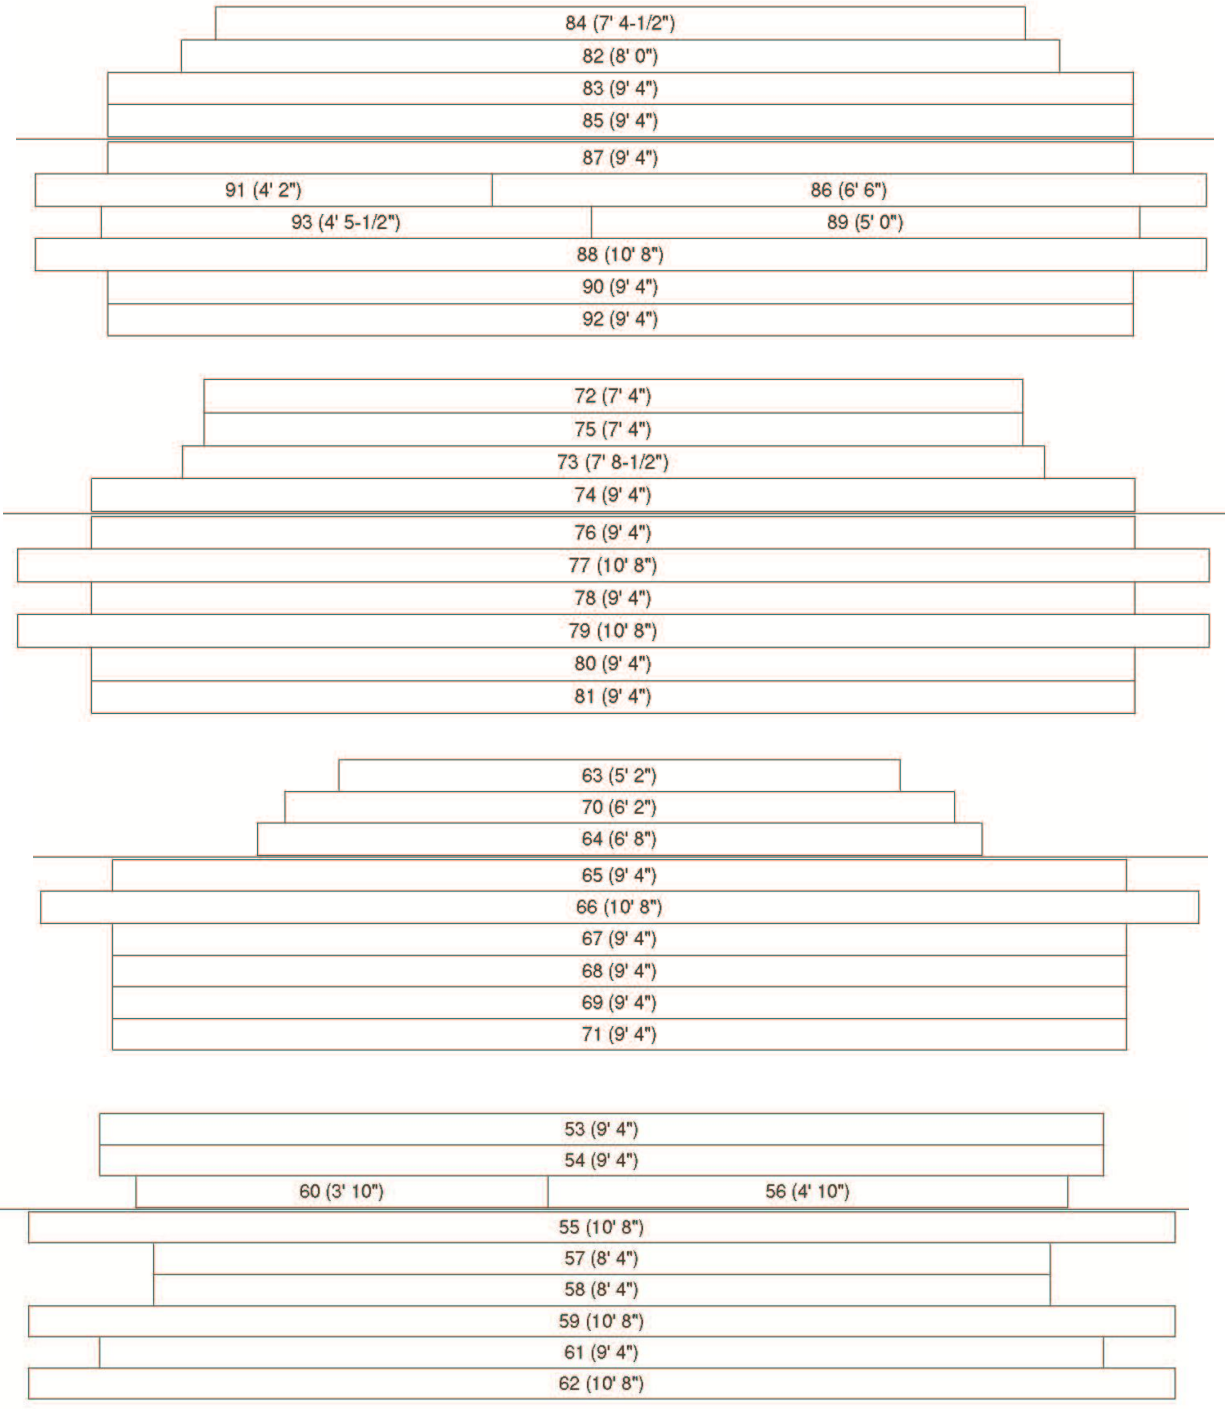 84 (7' 4-1/2")
82 (8' 0")
83 (9' 4")
85 (9' 4")
87 (9' 4")
91 (4' 2") 86 (6' 6")
93 (4' 5-1/2") 89 (5' 0")
88 (10' 8")
90 (9' 4")
92 (9' 4")
72 (7' 4")
75 (7' 4")
73 (7' 8-1/2")
74 (9' 4")
76 (9' 4")
77 (10' 8")
78 (9' 4")
79 (10' 8")
80 (9' 4")
81 (9' 4")
63 (5' 2")
70 (6' 2")
64 (6' 8")
65 (9' 4")
66 (10' 8")
67 (9' 4")
68 (9' 4")
69 (9' 4")
71 (9' 4")
53 (9' 4")
54 (9' 4")
60 (3' 10") 56 (4' 10")
55 (10' 8")
57 (8' 4")
58 (8' 4")
59 (10' 8")
61 (9' 4")
62 (10' 8")